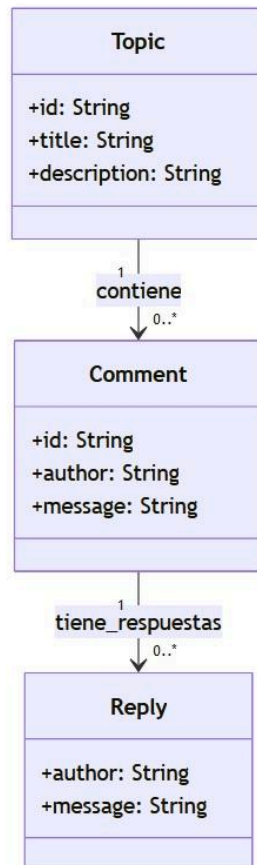 Topic
+id: String
+title: String
+description: String
1
contiene
0..*
Comment
+id: String
+author: String
+message: String
1
tiene_respuestas
0..*
Reply
+author: String
+message: String